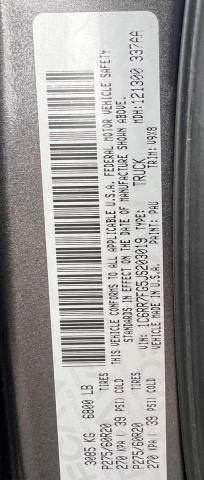 3085 KG 6800 LB
TIRES
P275/60R20
270 KPA ( 39 PSI) COLD
TIRES
P275/60R20
270 KPA ( 39 PSI) COLD
THIS VEHICLE CONFORMS TO ALL U.S.A. FEDERAL MOTOR VEHICLE SAFETY
STANDARDS IN EFFECT ON THE DATE OF MANUFACTURE SHOWN ABOVE.
VIN: 1C6RR7FG5JS203019 TYPE: TRUCK
VEHICLE MADE IN U.S.A. PAINT: PAU TRIM: V9X8
MDH: 121300 337AA